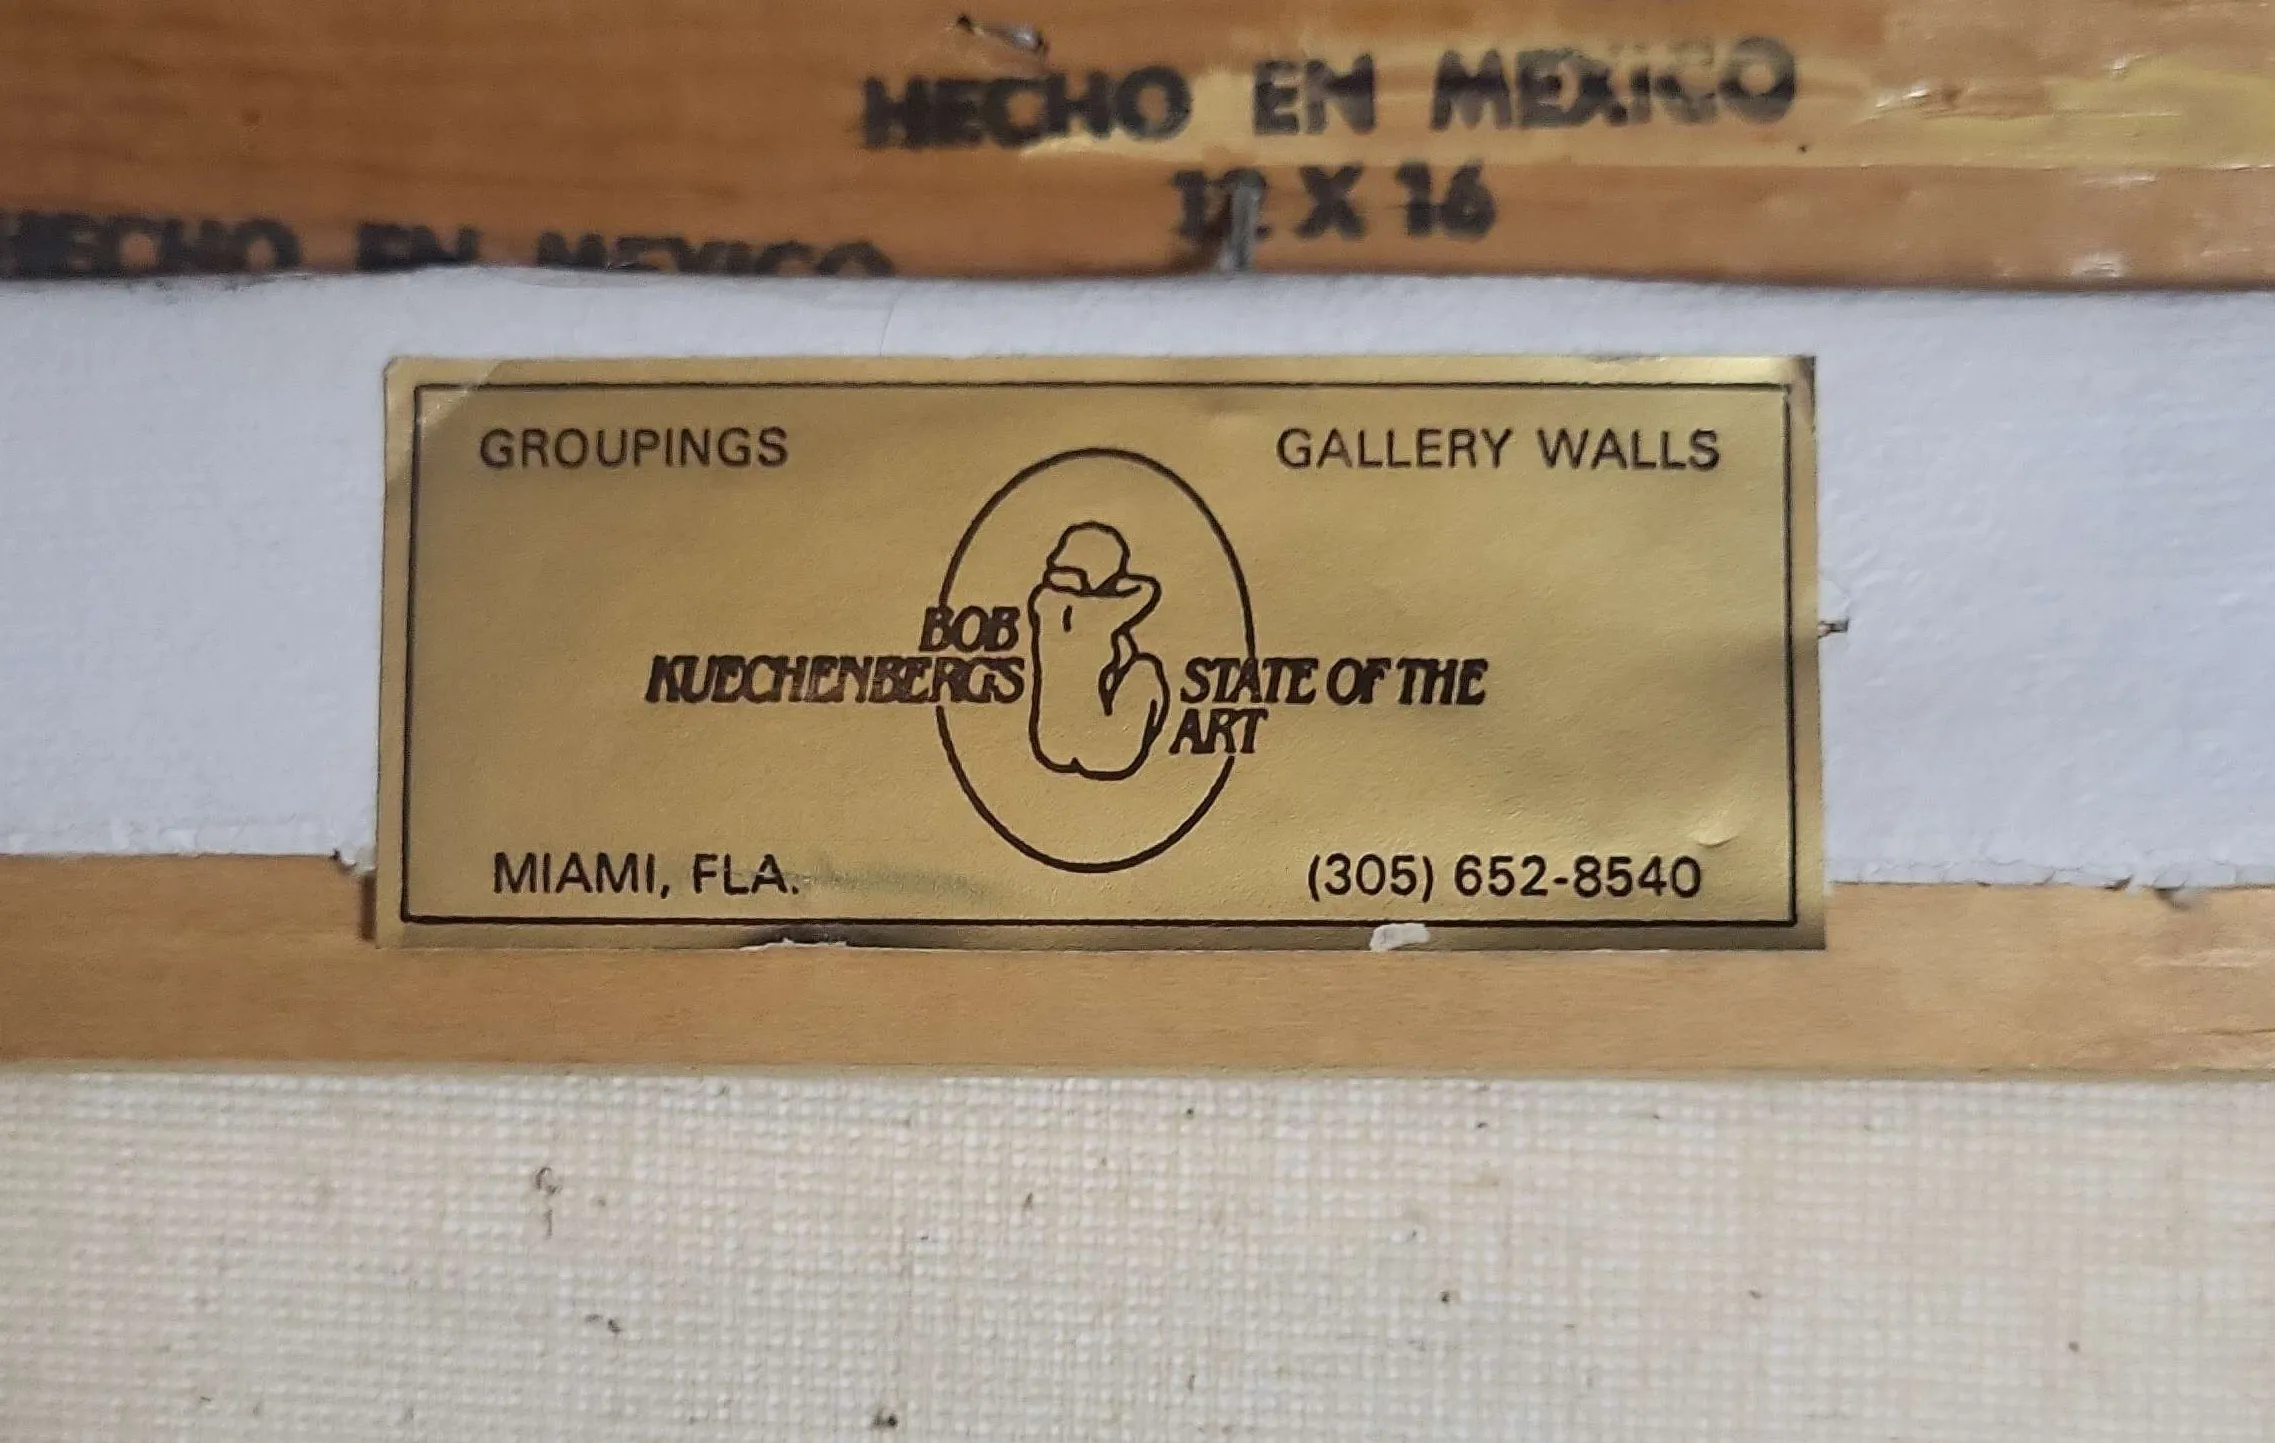 HECHO EN MEXICO
12 X 16
HECHO EN MEXICO
GROUPINGS
GALLERY WALLS
BOB
KUECHENBERG'S
STATE OF THE
ART
MIAMI, FLA.
(305) 652-8540